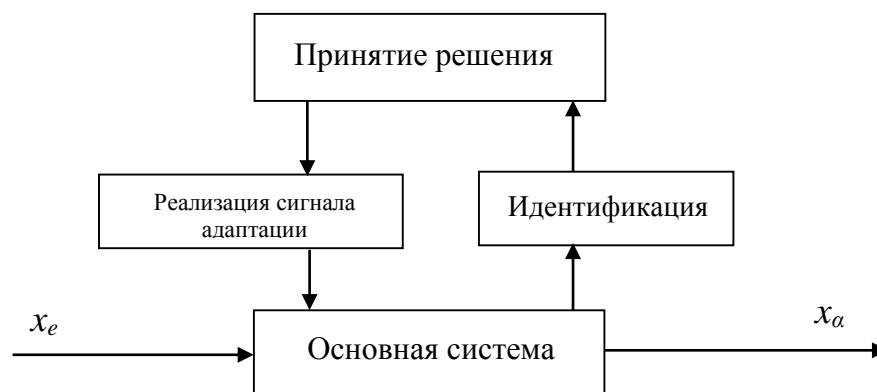 Принятие решения
Реализация сигнала
адаптации
Идентификация
xₑ
xα
Основная система